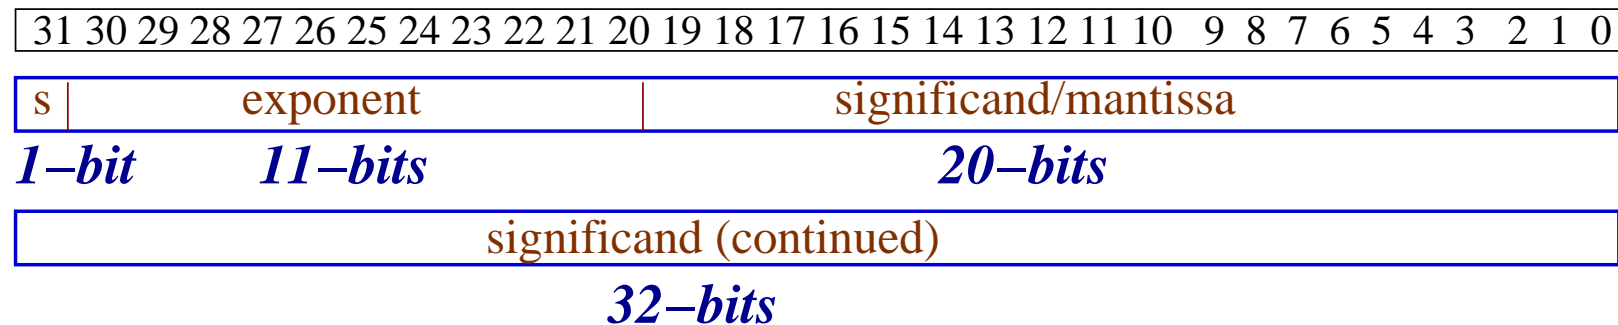 31 30 29 28 27 26 25 24 23 22 21 20 19 18 17 16 15 14 13 12 11 10 9 8 7 6 5 4 3 2 1 0
s exponent significand/mantissa
1–bit 11–bits 20–bits
significand (continued)
32–bits